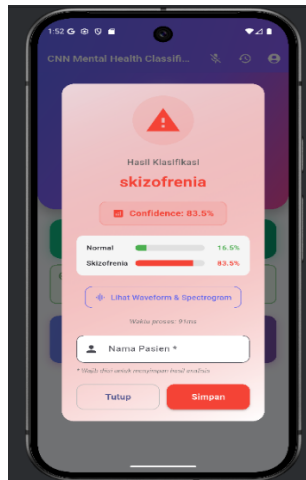 1:52
CNN Mental Health Classifi...
Hasil Klasifikasi
skizofrenia
Confidence: 83.5%
Normal 16.5%
Skizofrenia 83.5%
Lihat Waveform & Spectrogram
Waktu proses: 91ms
Nama Pasien *
* Wajib diisi untuk menyimpan hasil analisis
Tutup Simpan